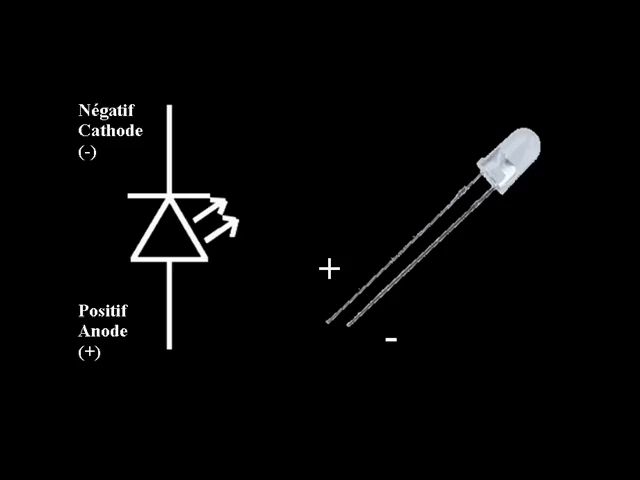 Négatif
Cathode
(-)
Positif
Anode
(+)
+
-